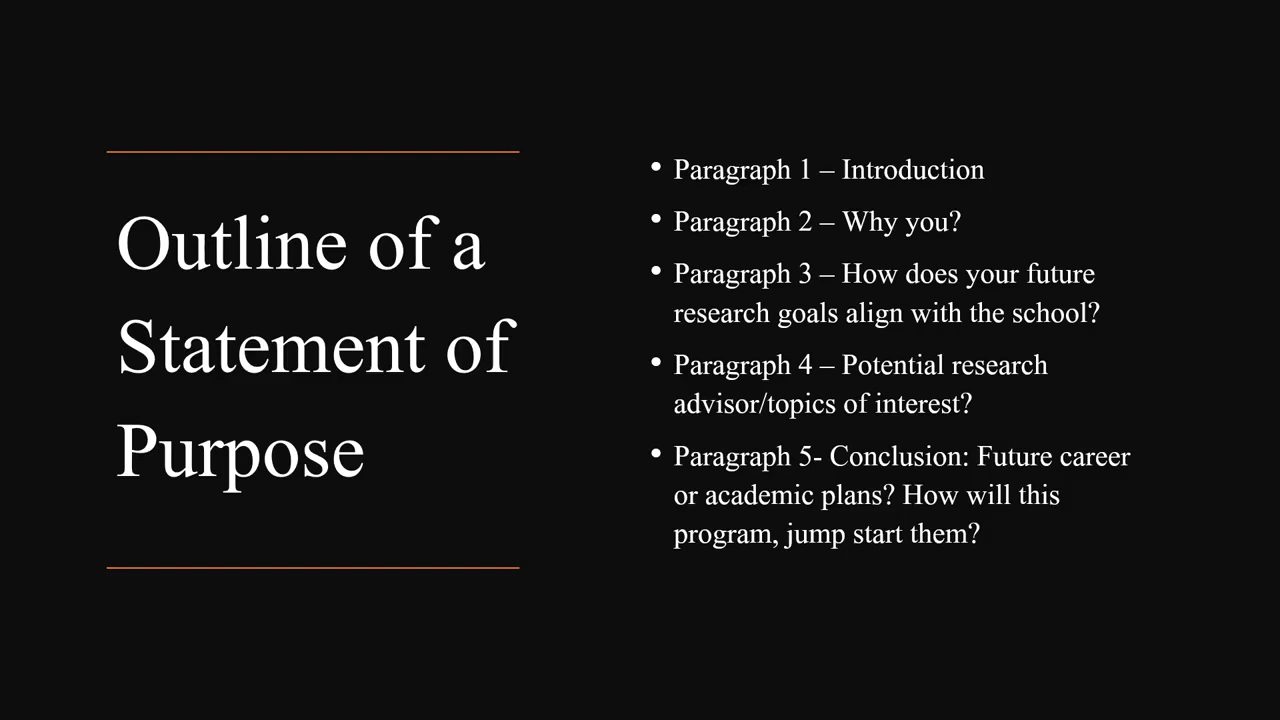 Outline of a
Statement of
Purpose
• Paragraph 1 – Introduction
• Paragraph 2 – Why you?
• Paragraph 3 – How does your future
research goals align with the school?
• Paragraph 4 – Potential research
advisor/topics of interest?
• Paragraph 5- Conclusion: Future career
or academic plans? How will this
program, jump start them?